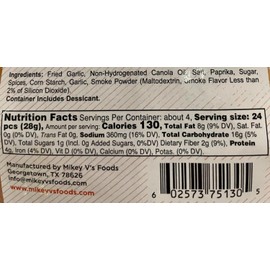 Ingredients: Fried Garlic, Non-Hydrogenated Canola Oil, Salt, Paprika, Sugar,
Spices, Corn Starch, Garlic, Smoke Powder (Maltodextrin, Smoke Flavor Less than
2% of Silicon Dioxide).
Container Includes Dessicant.
Nutrition Facts Servings Per Container: about 4, Serving size: 24
pcs (28g), Amount per serving: Calories 130, Total Fat 8g (9% DV), Sat. Fat
0g (0% DV), Trans Fat 0g, Sodium 360mg (16% DV), Total Carbohydrate 16g (5%
DV), Total Sugars 1g (Incl. 0g Added Sugars, 0%DV) Dietary Fiber 2g (9%), Protein
4g, Iron (4% DV), Vit D (0% DV), Calcium (0% DV), Potas. (0% DV).
Manufactured by Mikey V's Foods
Georgetown, TX 78626
info@mikeyvsfoods.com
www.mikeyvsfoods.com
6 02573 75130 5